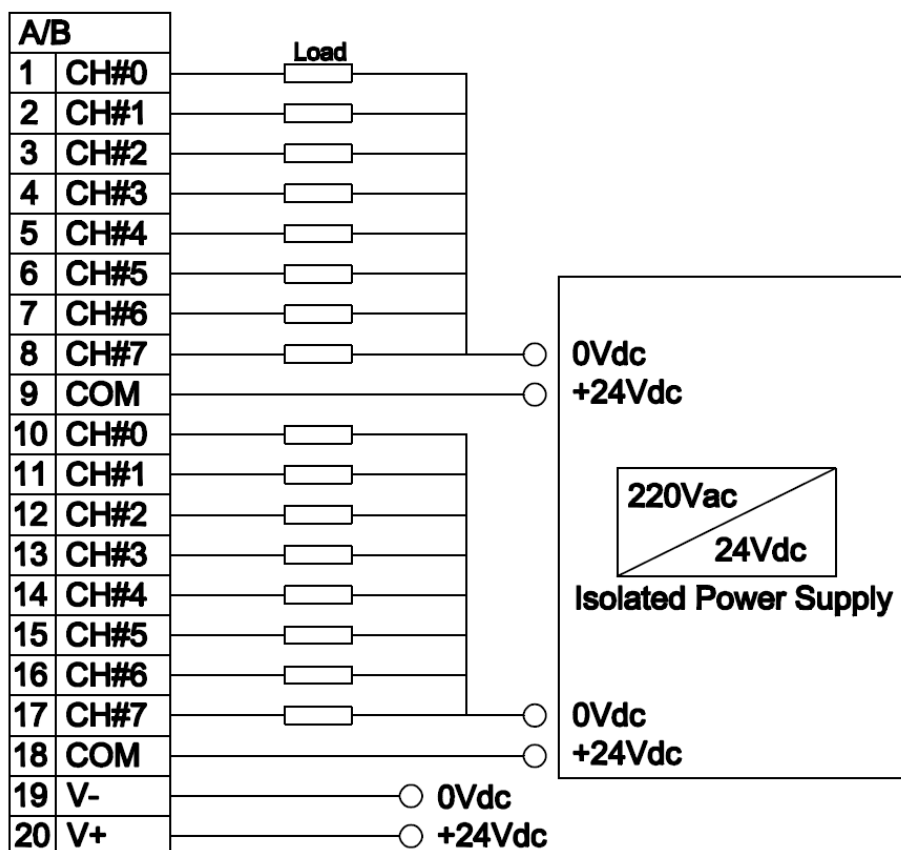 A/B
Load
1 CH#0
2 CH#1
3 CH#2
4 CH#3
5 CH#4
6 CH#5
7 CH#6
8 CH#7 0Vdc
9 COM +24Vdc
10 CH#0
11 CH#1
12 CH#2
13 CH#3
14 CH#4
15 CH#5
16 CH#6
17 CH#7 0Vdc
18 COM +24Vdc
19 V- 0Vdc
20 V+ +24Vdc
220Vac
24Vdc
Isolated Power Supply